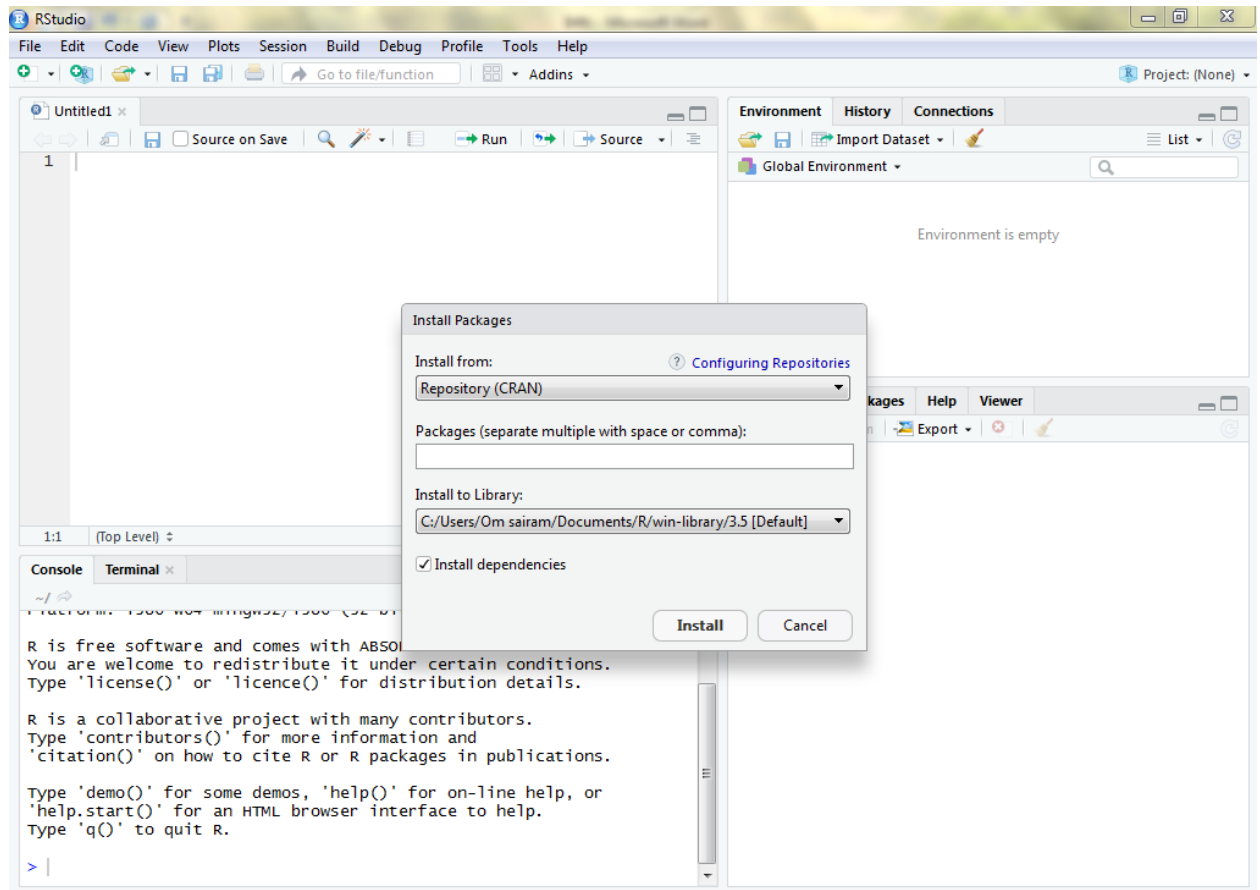 RStudio
File Edit Code View Plots Session Build Debug Profile Tools Help
Go to file/function
Addins
Project: (None)
Untitled1
Source on Save
Run
Source
1
1:1 (Top Level)
Environment History Connections
Import Dataset
List
Global Environment
Environment is empty
kages Help Viewer
Export
Install Packages
Install from:
? Configuring Repositories
Repository (CRAN)
Packages (separate multiple with space or comma):
Install to Library:
C:/Users/Om sairam/Documents/R/win-library/3.5 [Default]
Install dependencies
Install Cancel
Console Terminal
~/
R is free software and comes with ABSOL
You are welcome to redistribute it under certain conditions.
Type 'license()' or 'licence()' for distribution details.
R is a collaborative project with many contributors.
Type 'contributors()' for more information and
'citation()' on how to cite R or R packages in publications.
Type 'demo()' for some demos, 'help()' for on-line help, or
'help.start()' for an HTML browser interface to help.
Type 'q()' to quit R.
>